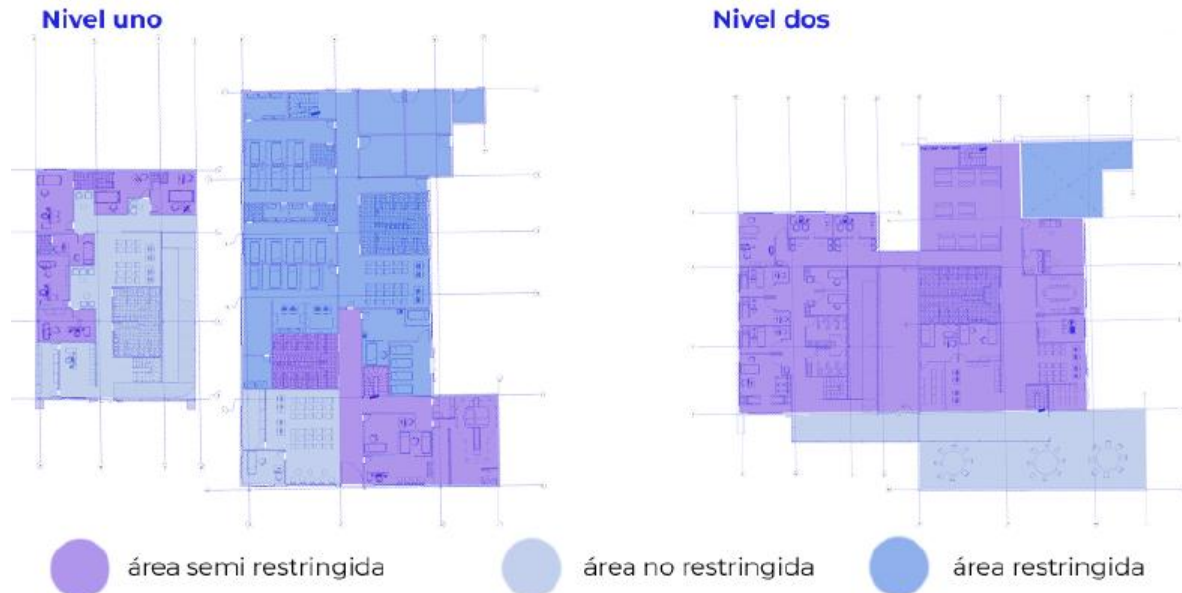 Nivel uno
Nivel dos
área semi restringida
área no restringida
área restringida